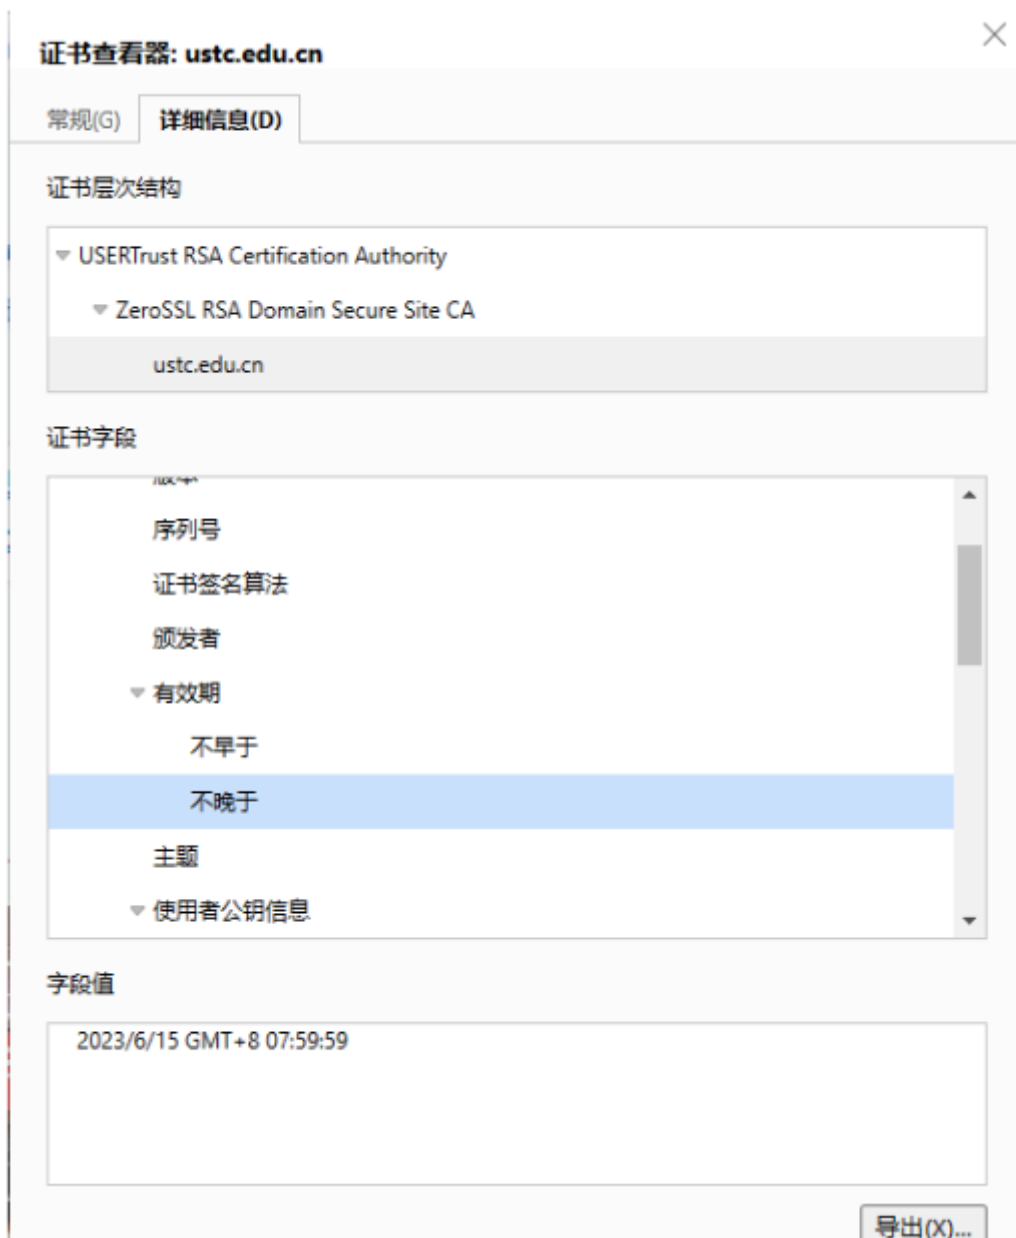 证书查看器: ustc.edu.cn
常规(G) 详细信息(D)
证书层次结构
USERTrust RSA Certification Authority
ZeroSSL RSA Domain Secure Site CA
ustc.edu.cn
证书字段
版本
序列号
证书签名算法
颁发者
有效期
不早于
不晚于
主题
使用者公钥信息
字段值
2023/6/15 GMT+8 07:59:59
导出(X)...